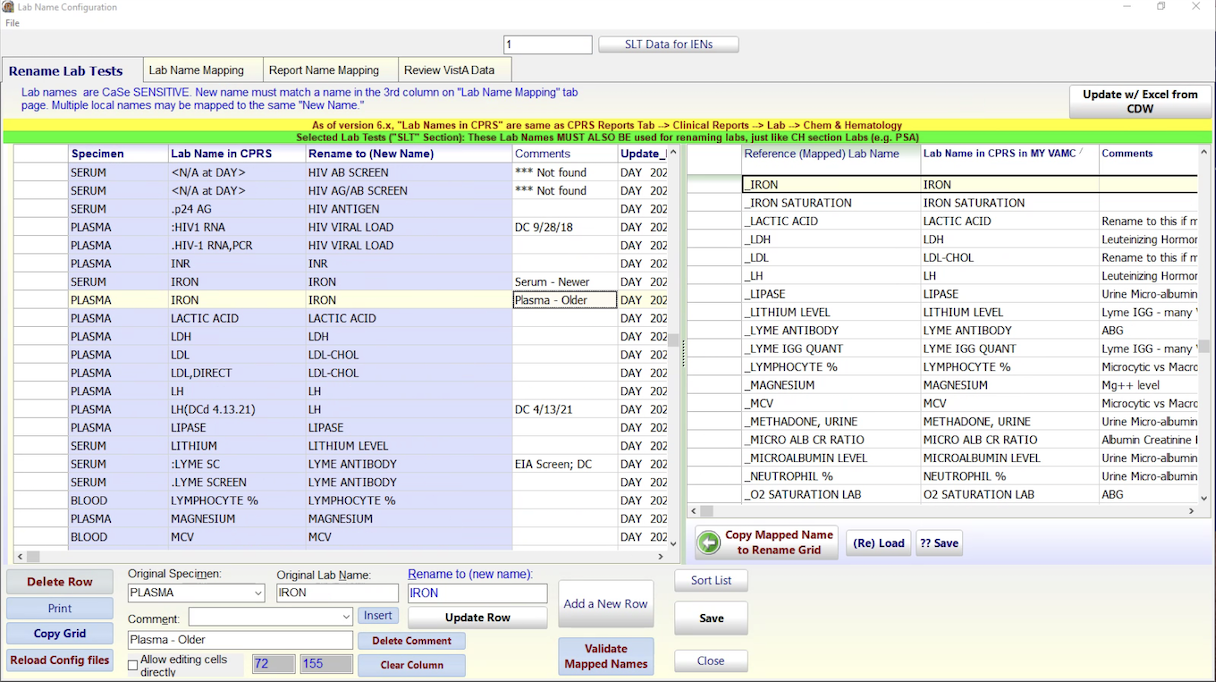 Lab Name Configuration
File
1
SLT Data for IENs
Rename Lab Tests
Lab Name Mapping
Report Name Mapping
Review VistA Data
Lab names are CaSe SENSITIVE. New name must match a name in the 3rd column on "Lab Name Mapping" tab
page. Multiple local names may be mapped to the same "New Name."
Update w/ Excel from
CDW
As of version 6.x, "Lab Names in CPRS" are same as CPRS Reports Tab --> Clinical Reports --> Lab --> Chem & Hematology
Selected Lab Tests ("SLT" Section): These Lab Names MUST ALSO BE used for renaming labs, just like CH section Labs (e.g. PSA)
Specimen Lab Name in CPRS Rename to (New Name) Comments Update_
SERUM <N/A at DAY> HIV AB SCREEN *** Not found DAY 202
SERUM <N/A at DAY> HIV AG/AB SCREEN *** Not found DAY 202
SERUM .p24 AG HIV ANTIGEN DAY 202
PLASMA :HIV1 RNA HIV VIRAL LOAD DC 9/28/18 DAY 202
PLASMA .HIV-1 RNA,PCR HIV VIRAL LOAD DAY 202
PLASMA INR INR DAY 202
SERUM IRON IRON Serum - Newer DAY 202
PLASMA IRON IRON Plasma - Older DAY 202
PLASMA LACTIC ACID LACTIC ACID DAY 202
PLASMA LDH LDH DAY 202
PLASMA LDL LDL-CHOL DAY 202
PLASMA LDL,DIRECT LDL-CHOL DAY 202
PLASMA LH LH DAY 202
PLASMA LH(DCd 4.13.21) LH DC 4/13/21 DAY 202
PLASMA LIPASE LIPASE DAY 202
SERUM LITHIUM LITHIUM LEVEL DAY 202
SERUM :LYME SC LYME ANTIBODY EIA Screen; DC DAY 202
SERUM .LYME SCREEN LYME ANTIBODY DAY 202
BLOOD LYMPHOCYTE % LYMPHOCYTE % DAY 202
PLASMA MAGNESIUM MAGNESIUM DAY 202
BLOOD MCV MCV DAY 202
Reference (Mapped) Lab Name Lab Name in CPRS in MY VAMC Comments
_IRON IRON
_IRON SATURATION IRON SATURATION
_LACTIC ACID LACTIC ACID Rename to this if m
_LDH LDH Leuteinizing Hormor
_LDL LDL-CHOL Rename to this if m
_LH LH Leuteinizing Hormor
_LIPASE LIPASE Urine Micro-albumin
_LITHIUM LEVEL LITHIUM LEVEL Lyme IGG - many
_LYME ANTIBODY LYME ANTIBODY ABG
_LYME IGG QUANT LYME IGG QUANT Lyme IGG - many
_LYMPHOCYTE % LYMPHOCYTE % Microcytic vs Macro
_MAGNESIUM MAGNESIUM Mg++ level
_MCV MCV Microcytic vs Macro
_METHADONE, URINE METHADONE, URINE Urine Micro-albumin
_MICRO ALB CR RATIO MICRO ALB CR RATIO Albumin Creatinine
_MICROALBUMIN LEVEL MICROALBUMIN LEVEL Urine Micro-albumin
_NEUTROPHIL % NEUTROPHIL % Urine Micro-albumin
_O2 SATURATION LAB O2 SATURATION LAB ABG
Copy Mapped Name
to Rename Grid
(Re) Load
?? Save
Delete Row
Print
Copy Grid
Reload Config files
Original Specimen:
PLASMA
Original Lab Name:
IRON
Rename to (new name):
IRON
Comment:
Insert
Update Row
Plasma - Older
Delete Comment
Allow editing cells
directly
72
155
Clear Column
Add a New Row
Validate
Mapped Names
Sort List
Save
Close